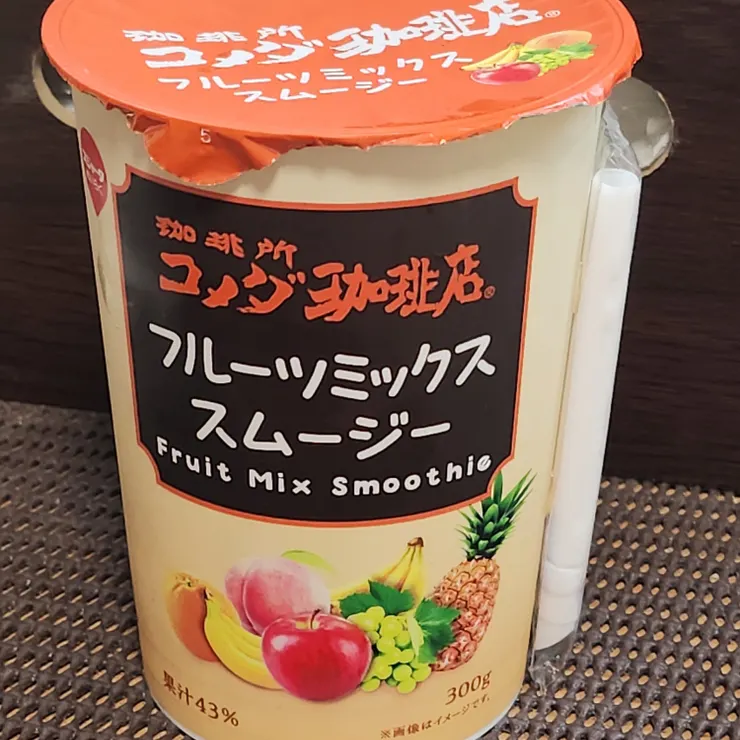 珈琲所
コメダ珈琲店®
フルーツミックス
スムージー
5
珈琲所
コメダ珈琲店®
フルーツミックス
スムージー
Fruit Mix Smoothie
果汁43%
300g
※画像はイメージです。